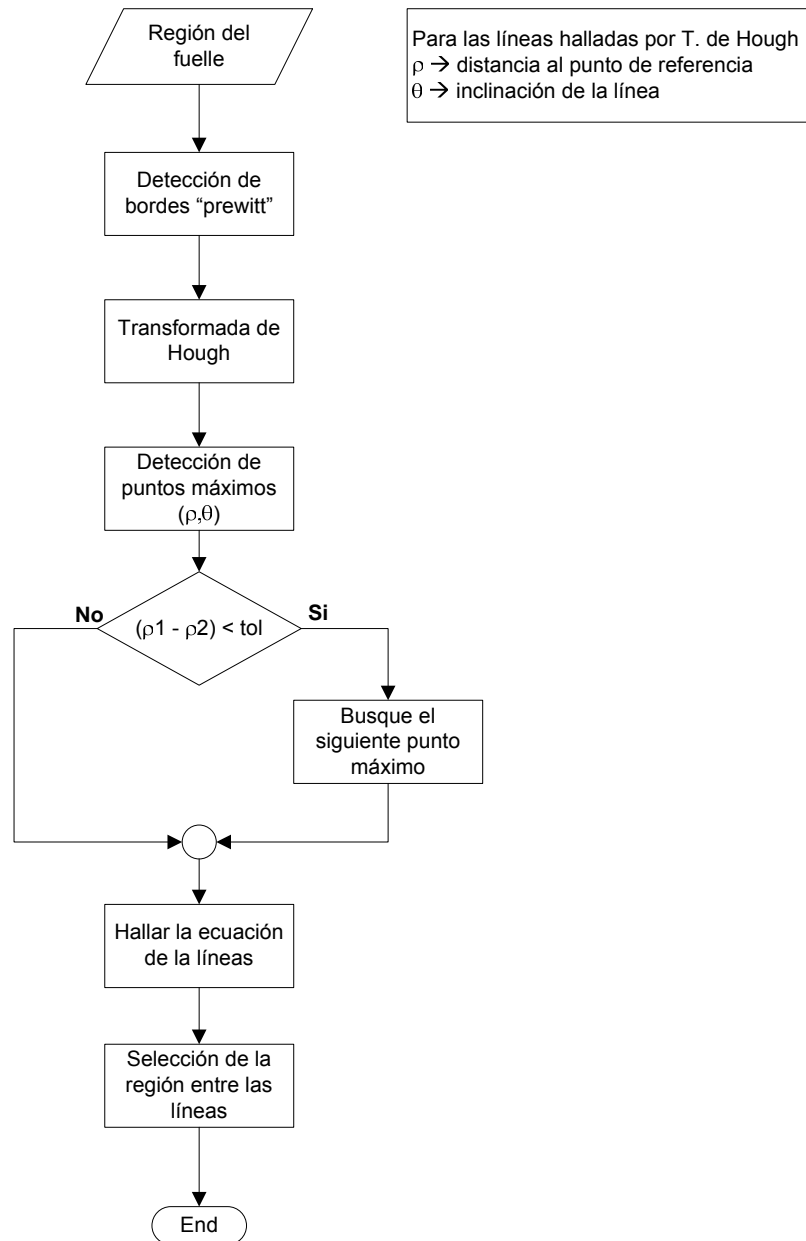 Región del
fuelle
Para las líneas halladas por T. de Hough
ρ → distancia al punto de referencia
θ → inclinación de la línea
Detección de
bordes “prewitt”
Transformada de
Hough
Detección de
puntos máximos
(ρ,θ)
No
(ρ1 - ρ2) < tol
Si
Busque el
siguiente punto
máximo
Hallar la ecuación
de la líneas
Selección de la
región entre las
líneas
End